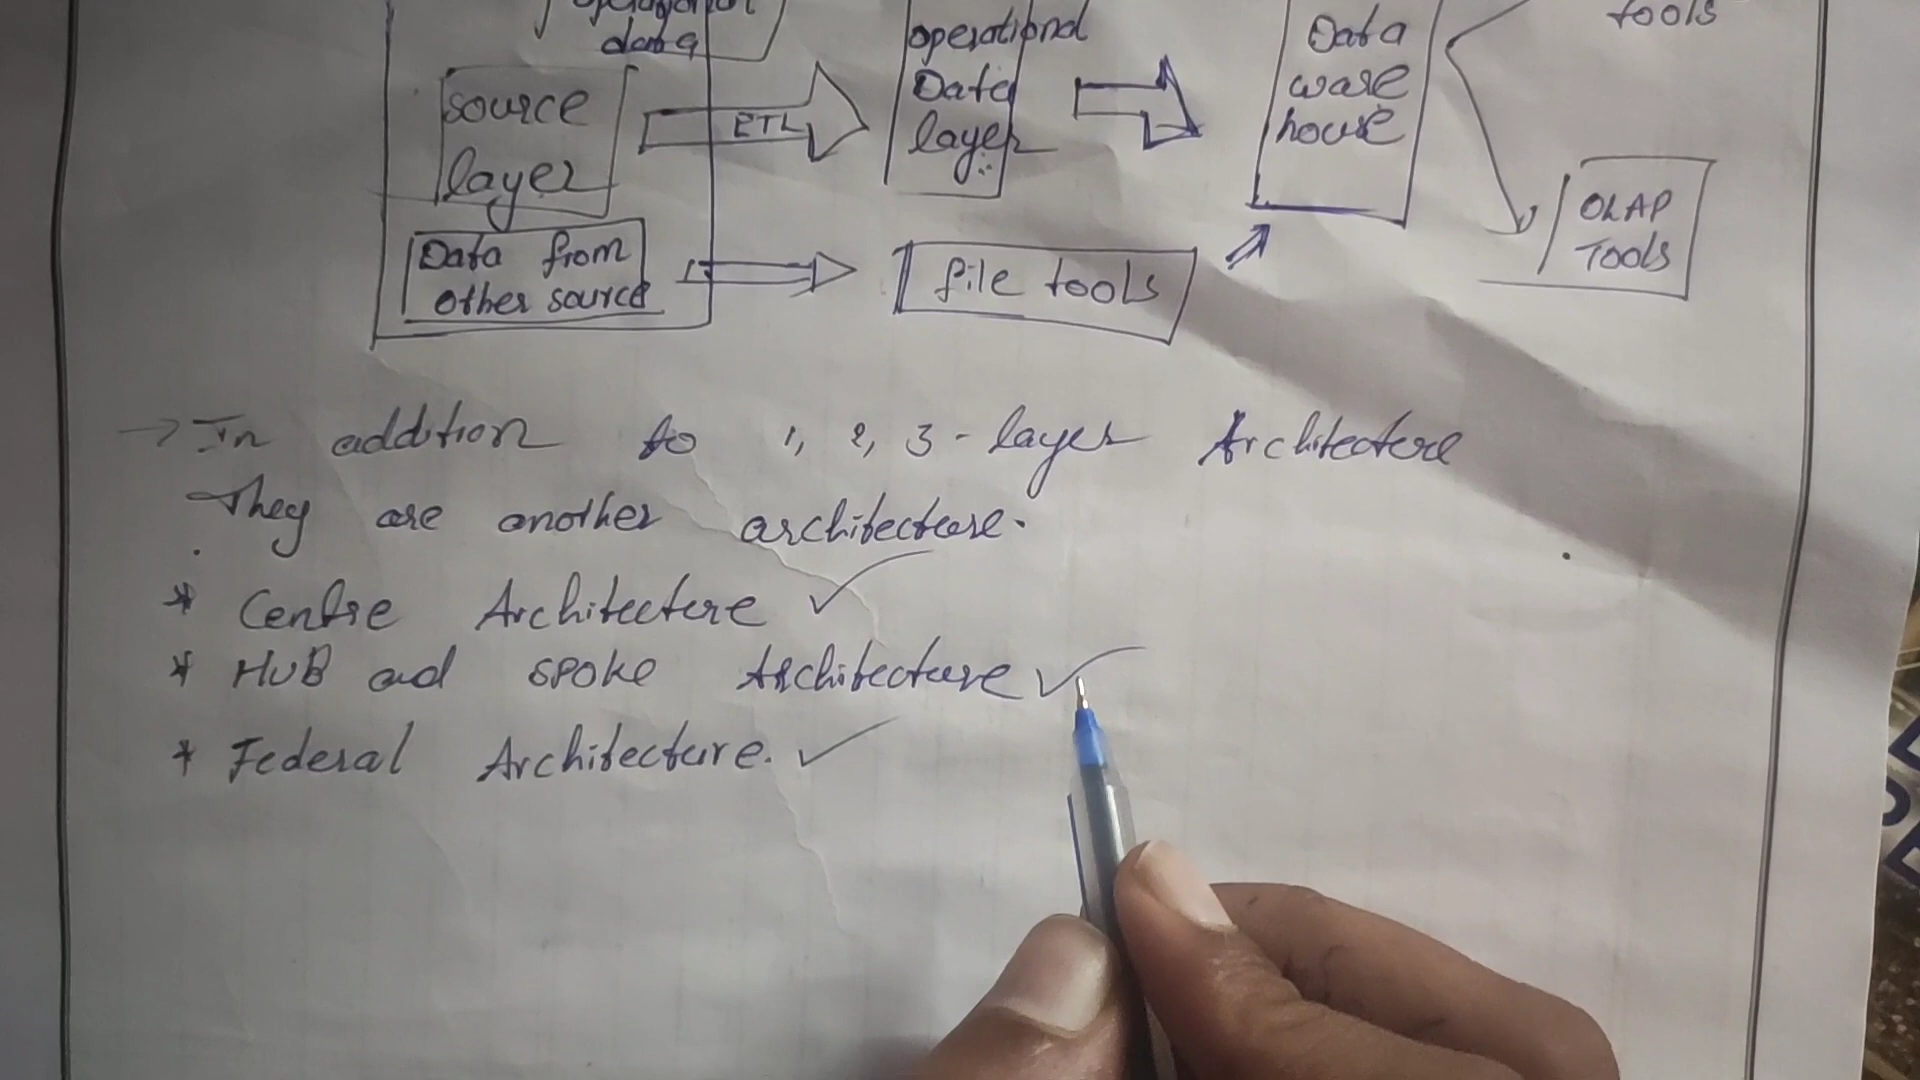 operational
data
source
layer
ETL
operational
Data
layer
Data
ware
house
tools
OLAP
Tools
Data from
other source
file tools
→ In addition to 1, 2, 3 - layer Architecture
They are another architecture.
* Centre Architecture ✓
* HUB and spoke Architecture ✓
* Federal Architecture. ✓